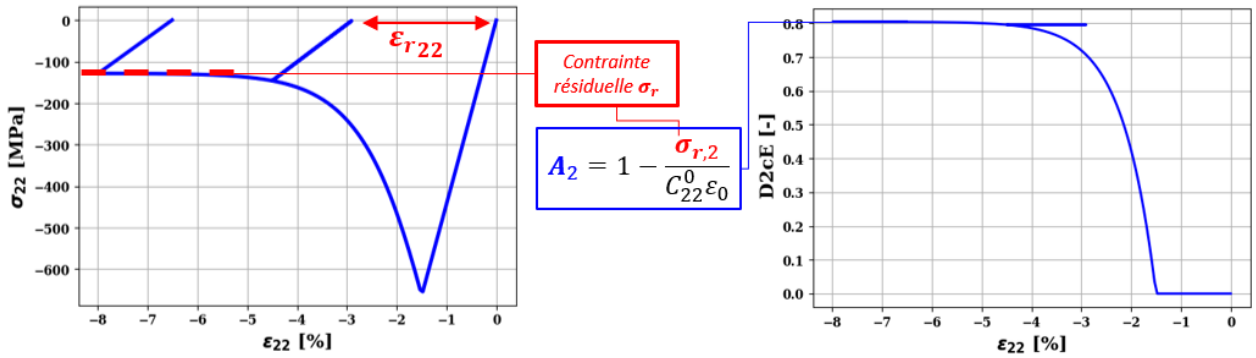 0
−100
−200
−300
−400
−500
−600
σ₂₂ [MPa]
−8 −7 −6 −5 −4 −3 −2 −1 0
ε₂₂ [%]
εᵣ₂₂
Contrainte
résiduelle σᵣ
A₂ = 1 − σᵣ,₂ / C⁰₂₂ε₀
0.8
0.7
0.6
0.5
0.4
0.3
0.2
0.1
0.0
D2cE [-]
−8 −7 −6 −5 −4 −3 −2 −1 0
ε₂₂ [%]